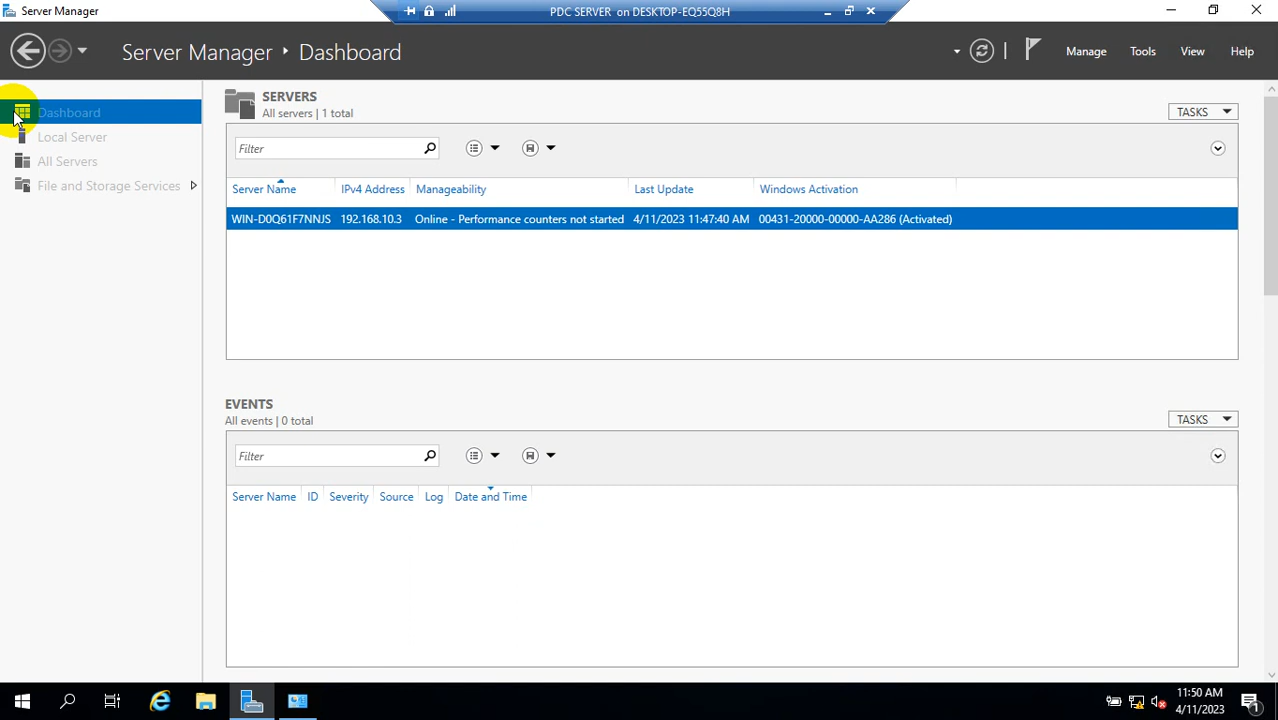 Server Manager
PDC SERVER on DESKTOP-EQ55Q8H
Server Manager ‣ Dashboard
Manage Tools View Help
Dashboard
Local Server
All Servers
File and Storage Services
SERVERS
All servers | 1 total
TASKS
Filter
Server Name IPv4 Address Manageability Last Update Windows Activation
WIN-D0Q61F7NNJS 192.168.10.3 Online - Performance counters not started 4/11/2023 11:47:40 AM 00431-20000-00000-AA286 (Activated)
EVENTS
All events | 0 total
TASKS
Filter
Server Name ID Severity Source Log Date and Time
11:50 AM
4/11/2023
1